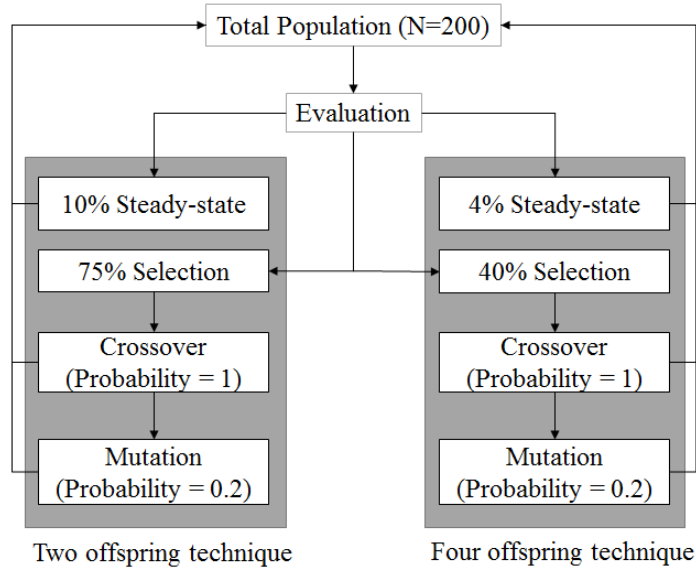 Total Population (N=200)
Evaluation
10% Steady-state
75% Selection
Crossover
(Probability = 1)
Mutation
(Probability = 0.2)
Two offspring technique
4% Steady-state
40% Selection
Crossover
(Probability = 1)
Mutation
(Probability = 0.2)
Four offspring technique